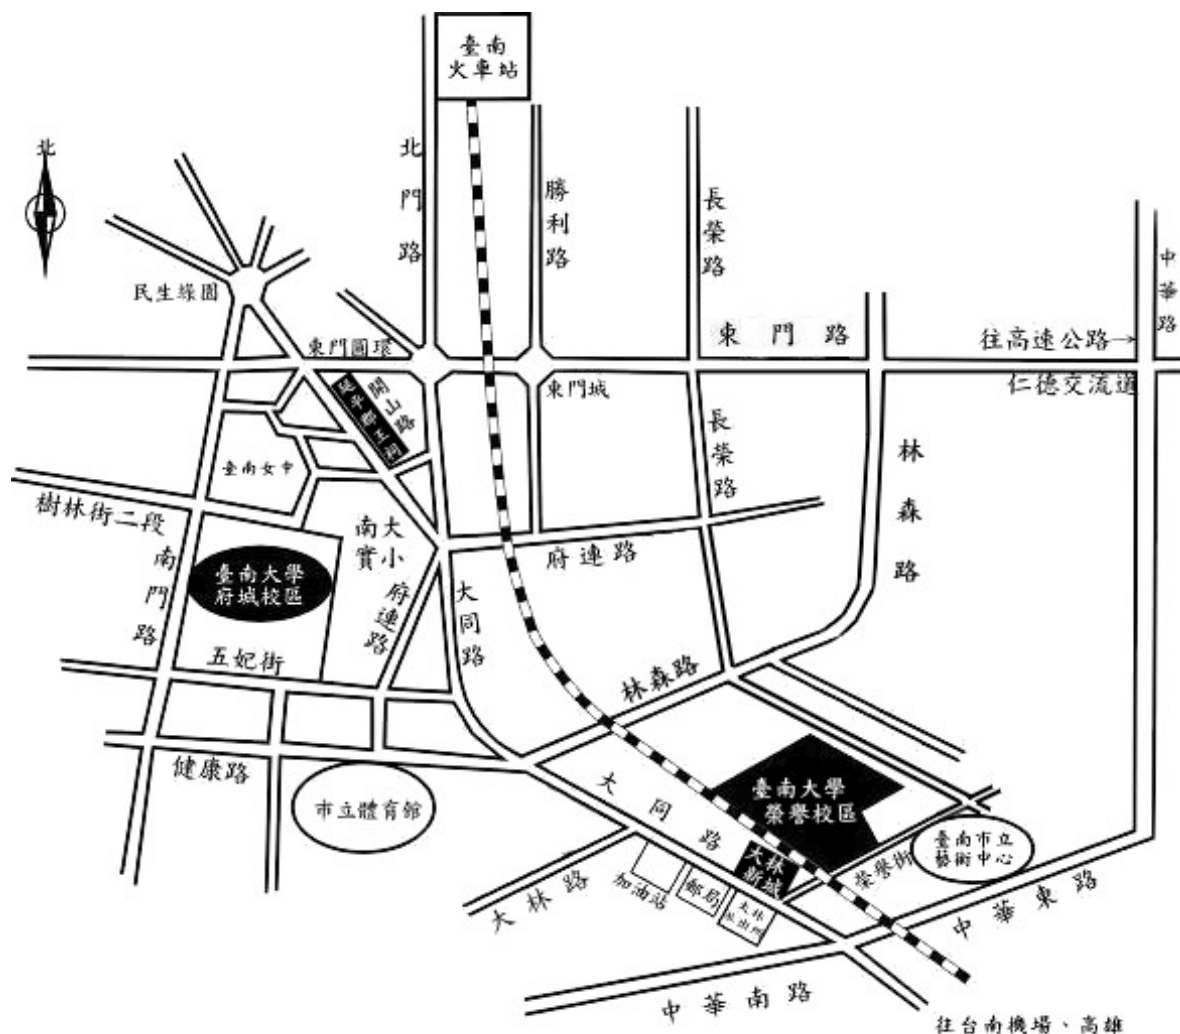 臺南
火車站
北
北門路
勝利路
長榮路
中華路
民生綠園
東門圓環
東門路
往高速公路→
仁德交流道
東門城
開山路
延平郡王祠
長榮路
林森路
臺南女中
樹林街二段
南大
實小
府連路
南門路
臺南大學
府城校區
府連路
大同路
五妃街
林森路
健康路
市立體育館
大同路
臺南大學
榮譽校區
臺南市立
藝術中心
榮譽街
大林
新城
大林路
加油站
郵局
大林
派出所
中華東路
中華南路
往台南機場、高雄